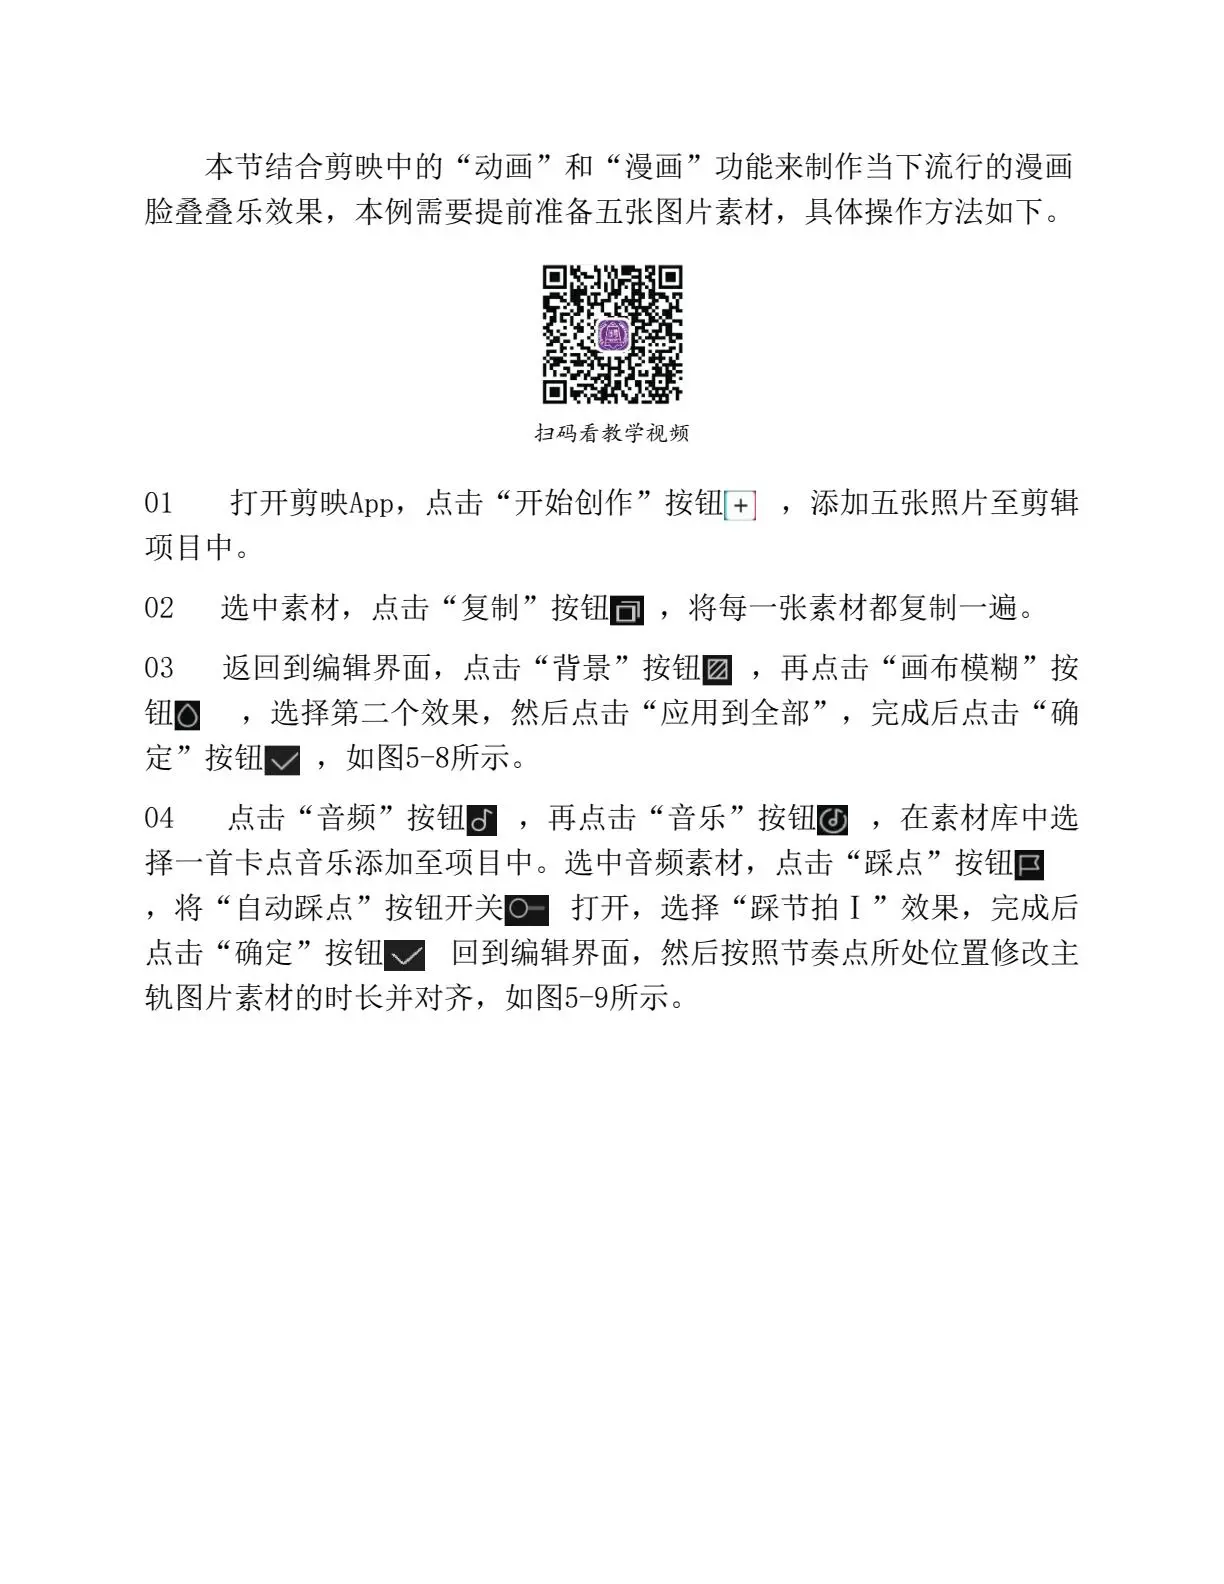 本节结合剪映中的“动画”和“漫画”功能来制作当下流行的漫画
脸叠叠乐效果，本例需要提前准备五张图片素材，具体操作方法如下。
扫码看教学视频
01 打开剪映App，点击“开始创作”按钮 ，添加五张照片至剪辑
项目中。
02 选中素材，点击“复制”按钮 ，将每一张素材都复制一遍。
03 返回到编辑界面，点击“背景”按钮 ，再点击“画布模糊”按
钮 ，选择第二个效果，然后点击“应用到全部”，完成后点击“确
定”按钮 ，如图5-8所示。
04 点击“音频”按钮 ，再点击“音乐”按钮 ，在素材库中选
择一首卡点音乐添加至项目中。选中音频素材，点击“踩点”按钮
，将“自动踩点”按钮开关 打开，选择“踩节拍Ⅰ”效果，完成后
点击“确定”按钮 回到编辑界面，然后按照节奏点所处位置修改主
轨图片素材的时长并对齐，如图5-9所示。